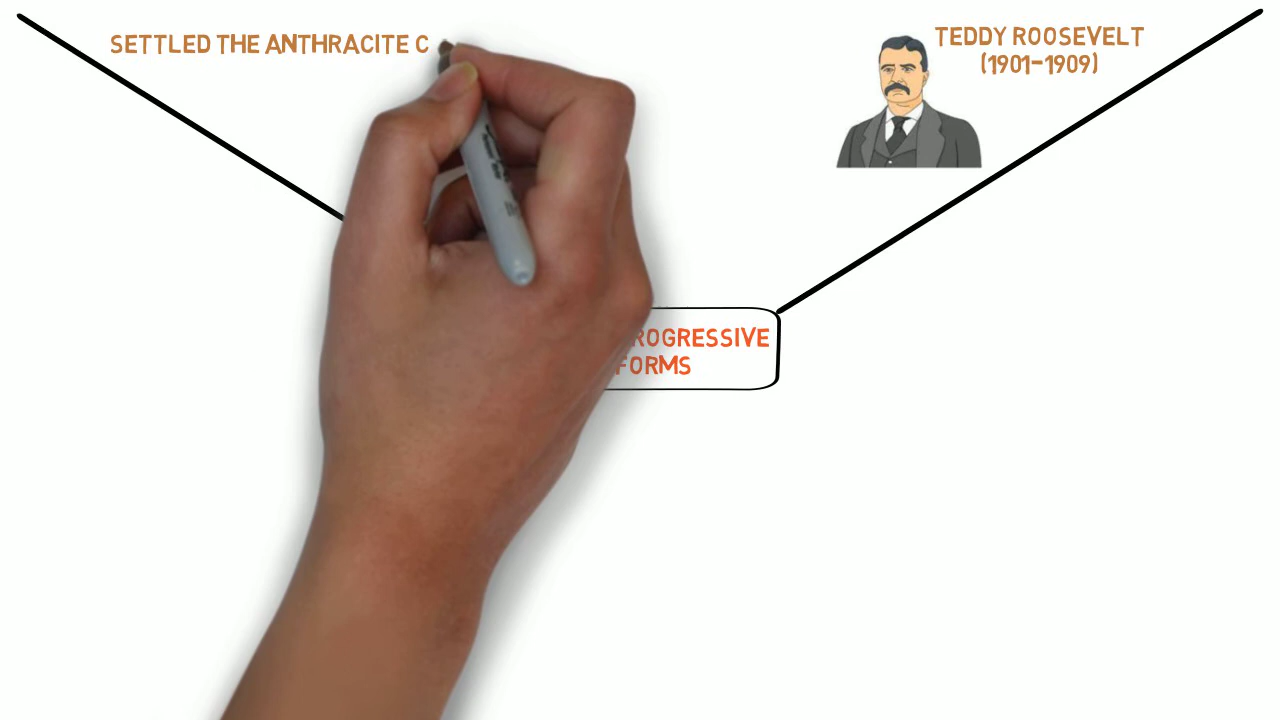 SETTLED THE ANTHRACITE C
TEDDY ROOSEVELT
(1901-1909)
ROGRESSIVE
FORMS